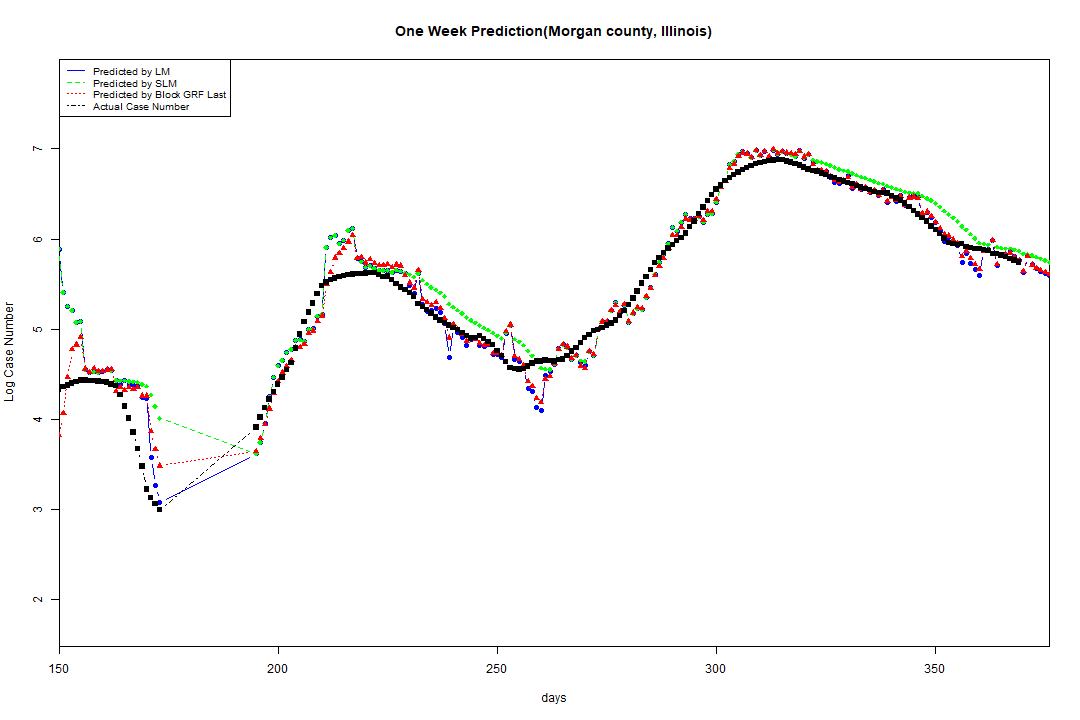 One Week Prediction(Morgan county, Illinois)
Predicted by LM
Predicted by SLM
Predicted by Block GRF Last
Actual Case Number
Log Case Number
7
6
5
4
3
2
150 200 250 300 350
days